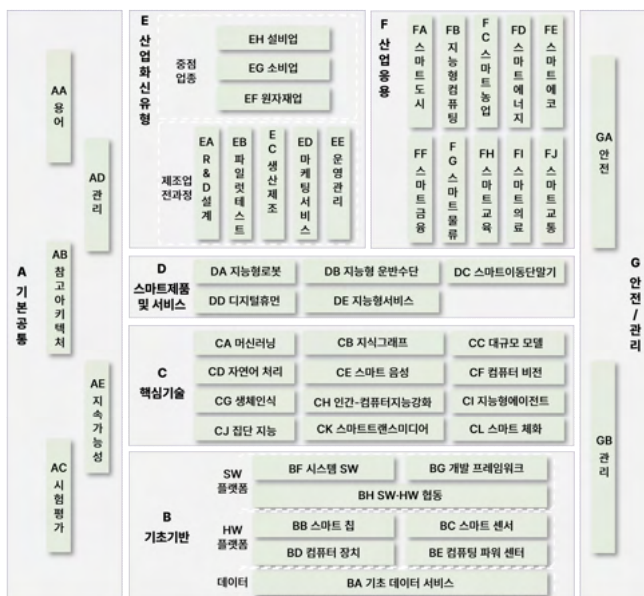 A 기본공통
AA 용어
AD 관리
AB 참고아키텍처
AE 지속가능성
AC 시험평가
E 산업화신유형
중점
업종
EH 설비업
EG 소비업
EF 원자재업
제조업
전과정
EA R&D설계
EB 파일럿테스트
EC 생산제조
ED 마케팅서비스
EE 운영관리
F 산업응용
FA 스마트도시
FB 지능형컴퓨팅
FC 스마트농업
FD 스마트에너지
FE 스마트에코
FF 스마트금융
FG 스마트물류
FH 스마트교육
FI 스마트의료
FJ 스마트교통
D
스마트제품
및 서비스
DA 지능형로봇
DB 지능형 운반수단
DC 스마트이동단말기
DD 디지털휴먼
DE 지능형서비스
C
핵심기술
CA 머신러닝
CB 지식그래프
CC 대규모 모델
CD 자연어 처리
CE 스마트 음성
CF 컴퓨터 비전
CG 생체인식
CH 인간-컴퓨터지능강화
CI 지능형에이전트
CJ 집단 지능
CK 스마트트랜스미디어
CL 스마트 체화
B
기초기반
SW
플랫폼
BF 시스템 SW
BG 개발 프레임워크
BH SW·HW 협동
HW
플랫폼
BB 스마트 칩
BC 스마트 센서
BD 컴퓨터 장치
BE 컴퓨팅 파워 센터
데이터
BA 기초 데이터 서비스
G 안전/관리
GA 안전
GB 관리